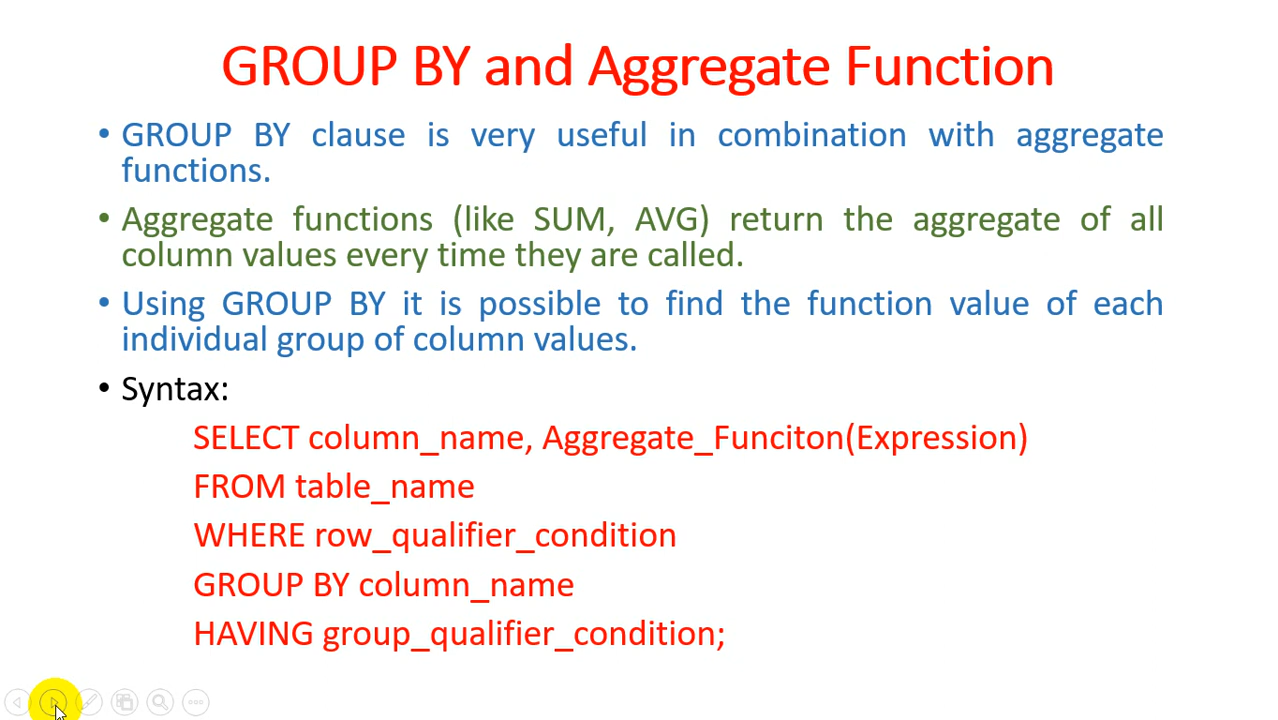 GROUP BY and Aggregate Function
• GROUP BY clause is very useful in combination with aggregate
functions.
• Aggregate functions (like SUM, AVG) return the aggregate of all
column values every time they are called.
• Using GROUP BY it is possible to find the function value of each
individual group of column values.
• Syntax:
SELECT column_name, Aggregate_Funciton(Expression)
FROM table_name
WHERE row_qualifier_condition
GROUP BY column_name
HAVING group_qualifier_condition;